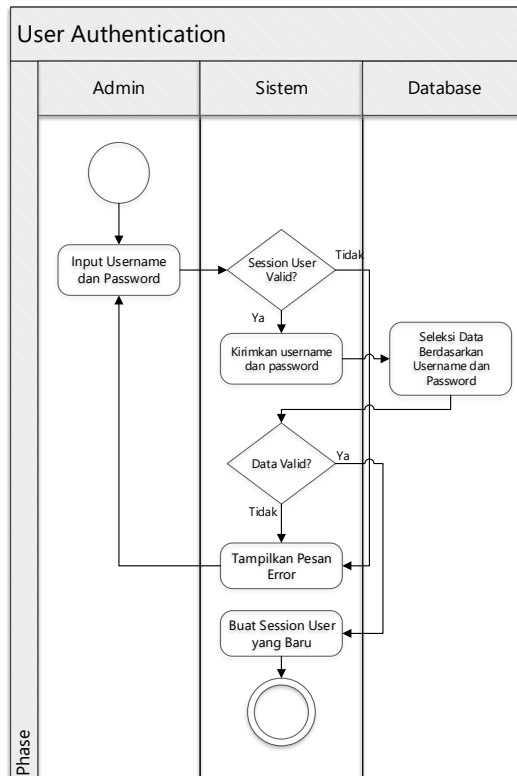 User Authentication
Admin
Sistem
Database
Input Username
dan Password
Session User
Valid?
Tidak
Ya
Kirimkan username
dan password
Seleksi Data
Berdasarkan
Username dan
Password
Data Valid?
Ya
Tidak
Tampilkan Pesan
Error
Buat Session User
yang Baru
Phase